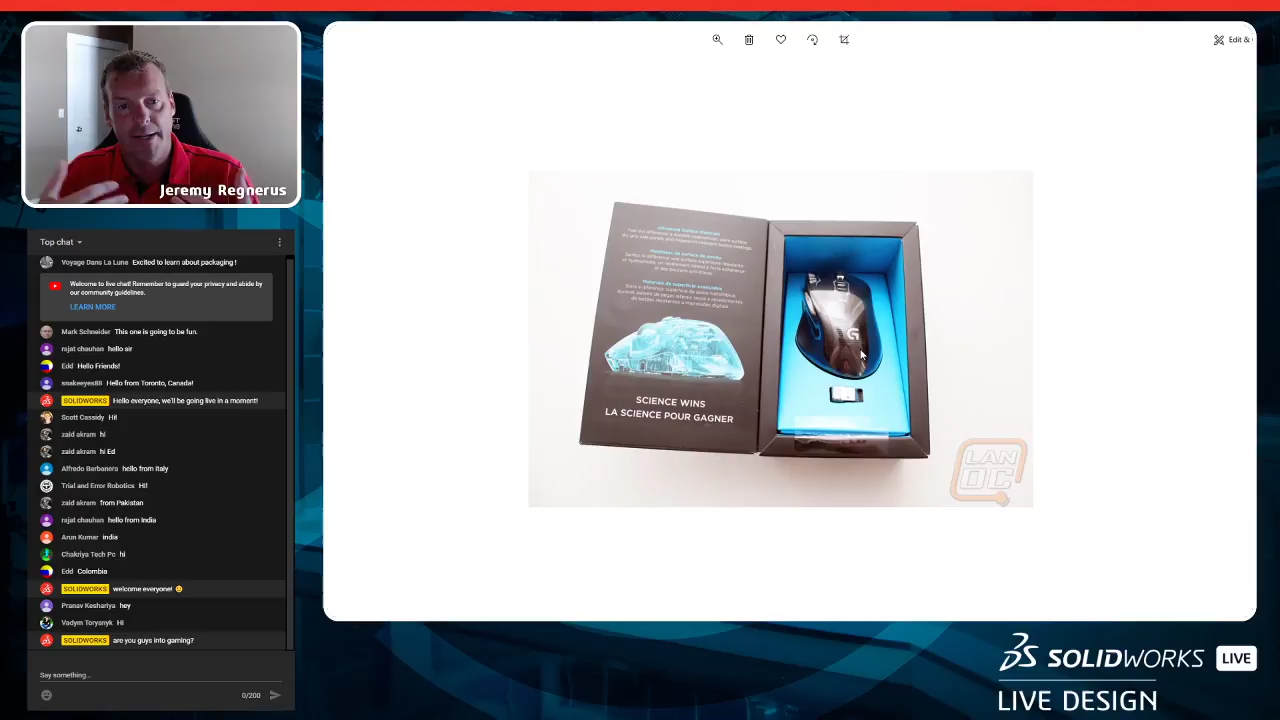 Edit &
Jeremy Regnerus
Top chat
Voyage Dans La Lune Excited to learn about packaging !
Welcome to live chat! Remember to guard your privacy and abide by
our community guidelines.
LEARN MORE
Mark Schneider This one is going to be fun.
rajat chauhan hello sir
Edd Hello Friends!
snakeeyes88 Hello from Toronto, Canada!
SOLIDWORKS Hello everyone, we'll be going live in a moment!
Scott Cassidy Hi!
zaid akram hi
zaid akram hi Ed
Alfredo Barbanera hello from Italy
Trial and Error Robotics Hi!
zaid akram from Pakistan
rajat chauhan hello from India
Arun Kumar india
Chakriya Tech Po hi
Edd Colombia
SOLIDWORKS welcome everyone!
Pranav Keshariya hey
Vadym Toryanyk Hi
SOLIDWORKS are you guys into gaming?
Say something...
0/200
SCIENCE WINS
LA SCIENCE POUR GAGNER
G
LAN
OC
SOLIDWORKS LIVE
LIVE DESIGN